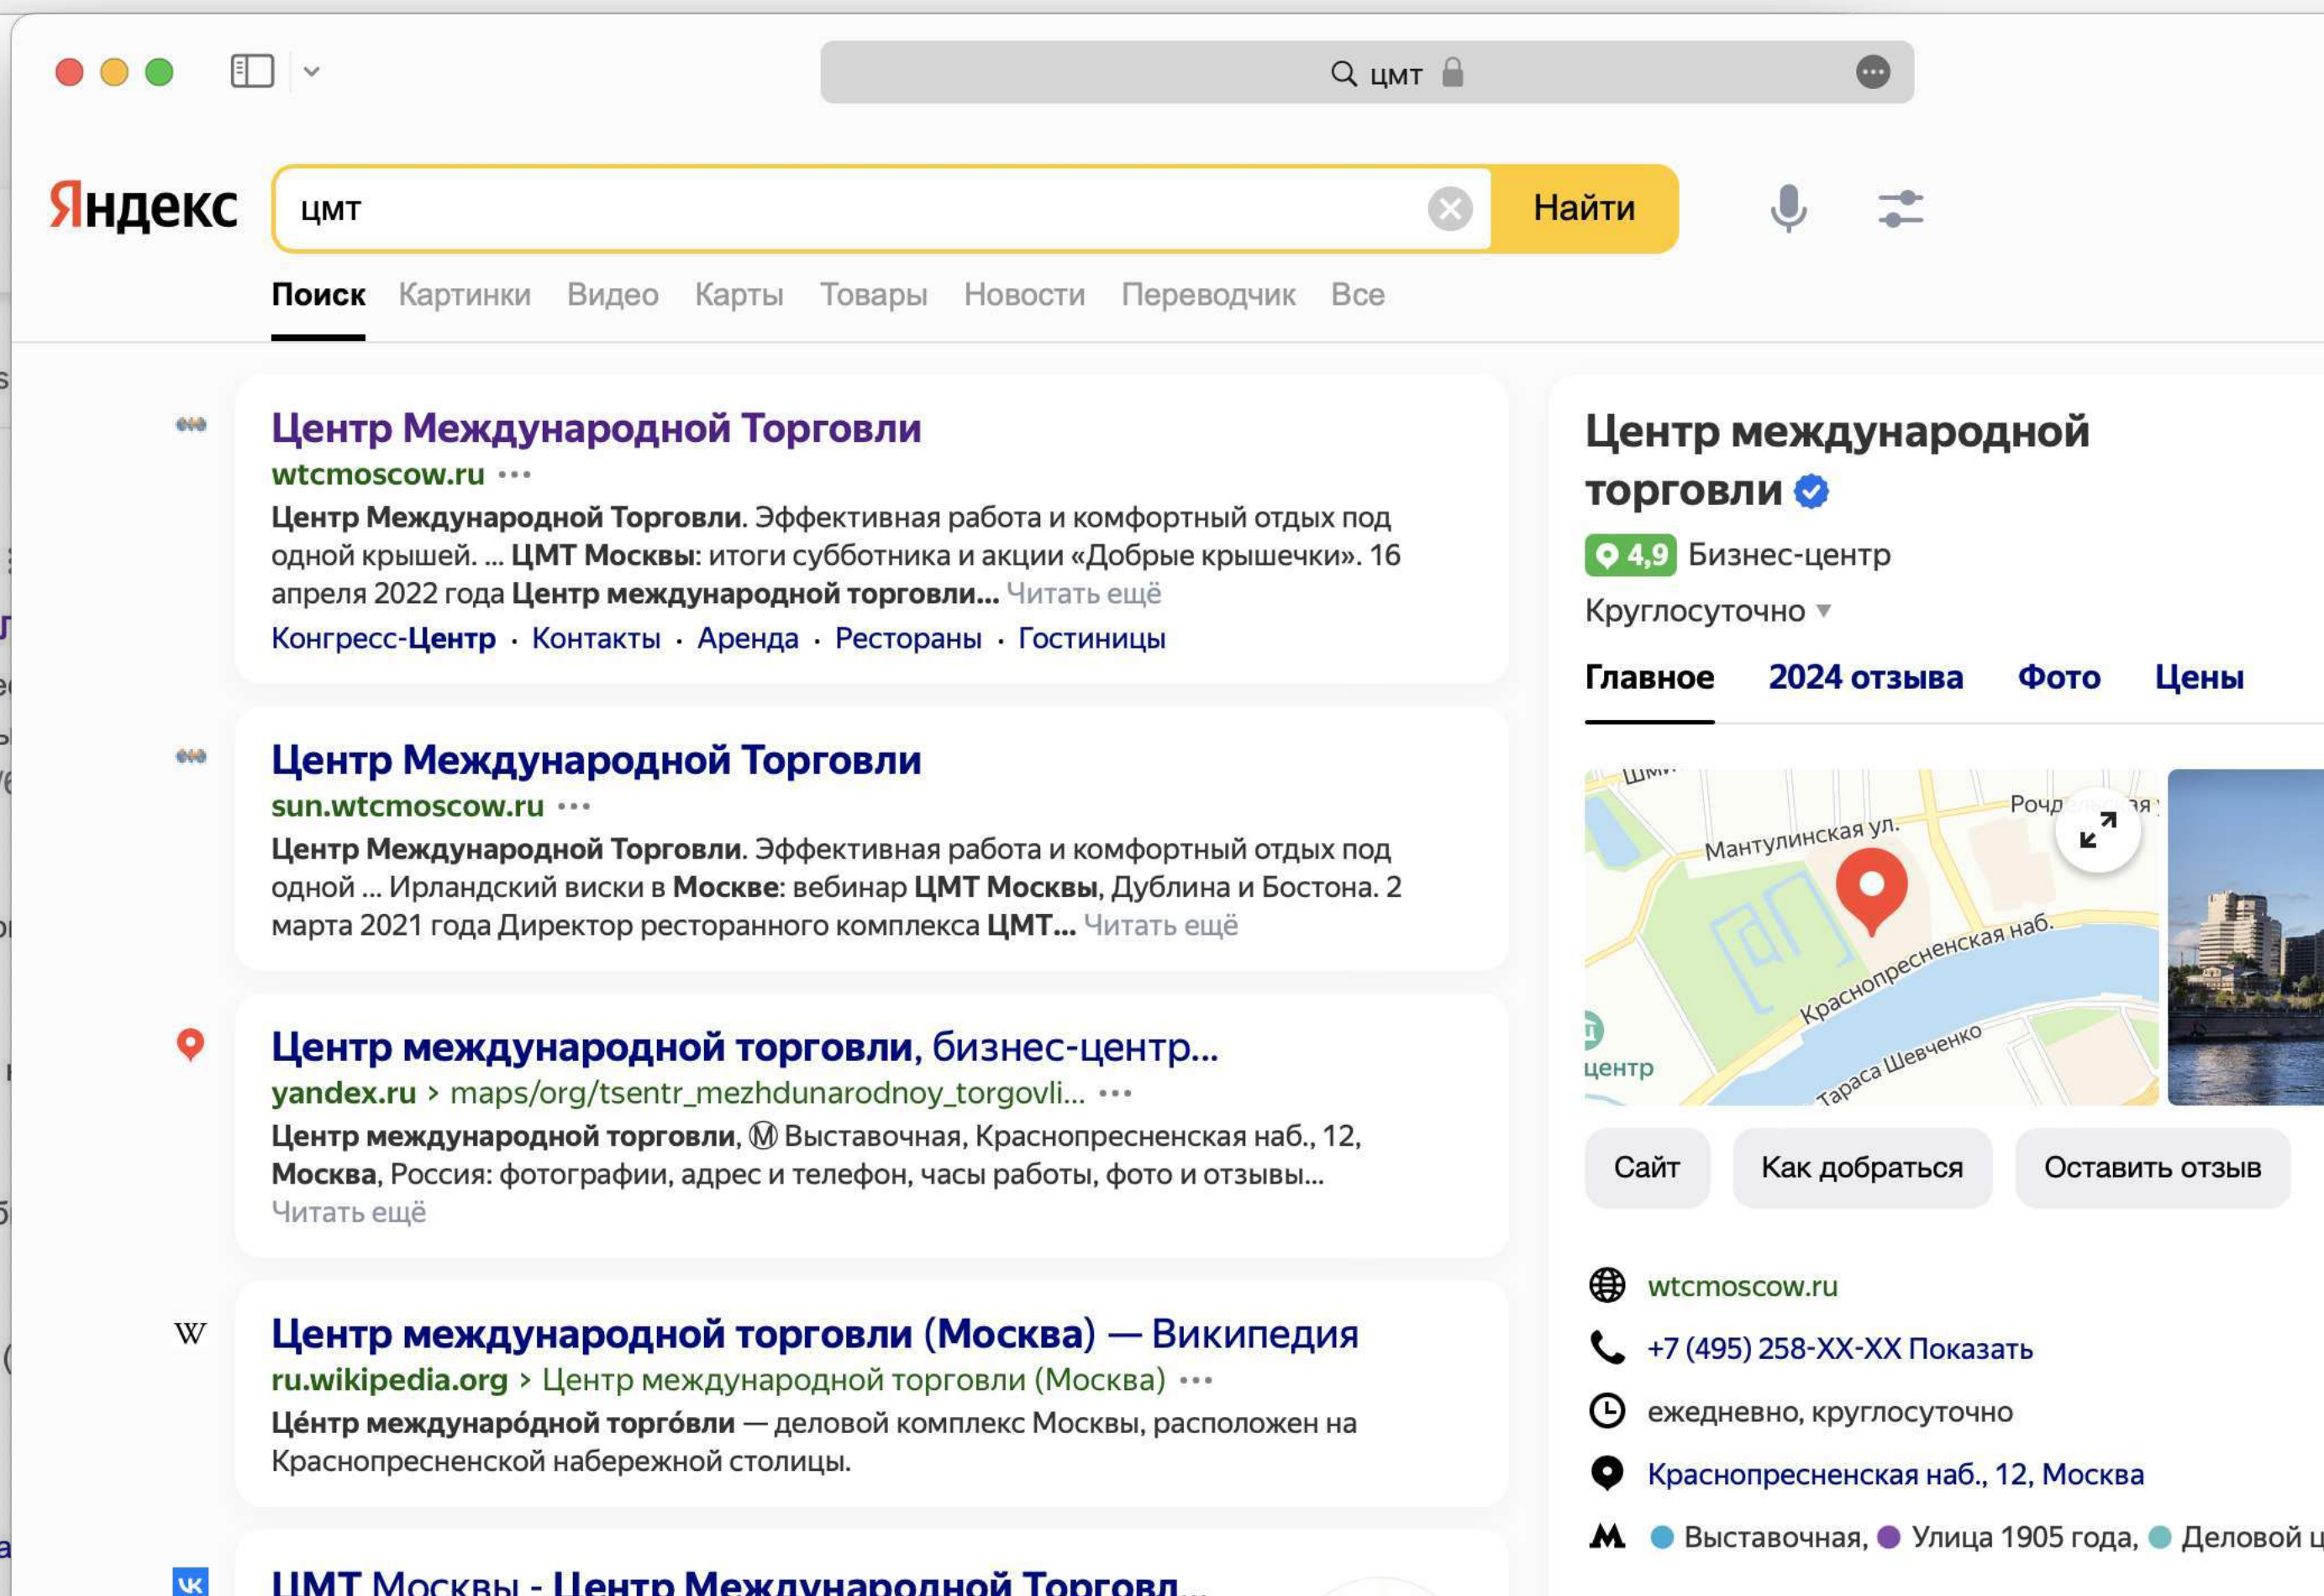 цмт
Яндекс
цмт
Найти
Поиск Картинки Видео Карты Товары Новости Переводчик Все
Центр Международной Торговли
wtcmoscow.ru
Центр Международной Торговли. Эффективная работа и комфортный отдых под
одной крышей. ... ЦМТ Москвы: итоги субботника и акции «Добрые крышечки». 16
апреля 2022 года Центр международной торговли... Читать ещё
Конгресс-Центр · Контакты · Аренда · Рестораны · Гостиницы
Центр Международной Торговли
sun.wtcmoscow.ru
Центр Международной Торговли. Эффективная работа и комфортный отдых под
одной ... Ирландский виски в Москве: вебинар ЦМТ Москвы, Дублина и Бостона. 2
марта 2021 года Директор ресторанного комплекса ЦМТ... Читать ещё
Центр международной торговли, бизнес-центр...
yandex.ru › maps/org/tsentr_mezhdunarodnoy_torgovli...
Центр международной торговли, Ⓜ Выставочная, Краснопресненская наб., 12,
Москва, Россия: фотографии, адрес и телефон, часы работы, фото и отзывы...
Читать ещё
W
Центр международной торговли (Москва) — Википедия
ru.wikipedia.org › Центр международной торговли (Москва)
Це́нтр междунаро́дной торго́вли — деловой комплекс Москвы, расположен на
Краснопресненской набережной столицы.
ЦМТ Москвы - Центр Международной Торговл...
Центр международной
торговли
4,9 Бизнес-центр
Круглосуточно
Главное 2024 отзыва Фото Цены
Мантулинская ул.
Краснопресненская наб.
Тараса Шевченко
центр
Сайт Как добраться Оставить отзыв
wtcmoscow.ru
+7 (495) 258-XX-XX Показать
ежедневно, круглосуточно
Краснопресненская наб., 12, Москва
Выставочная, Улица 1905 года, Деловой